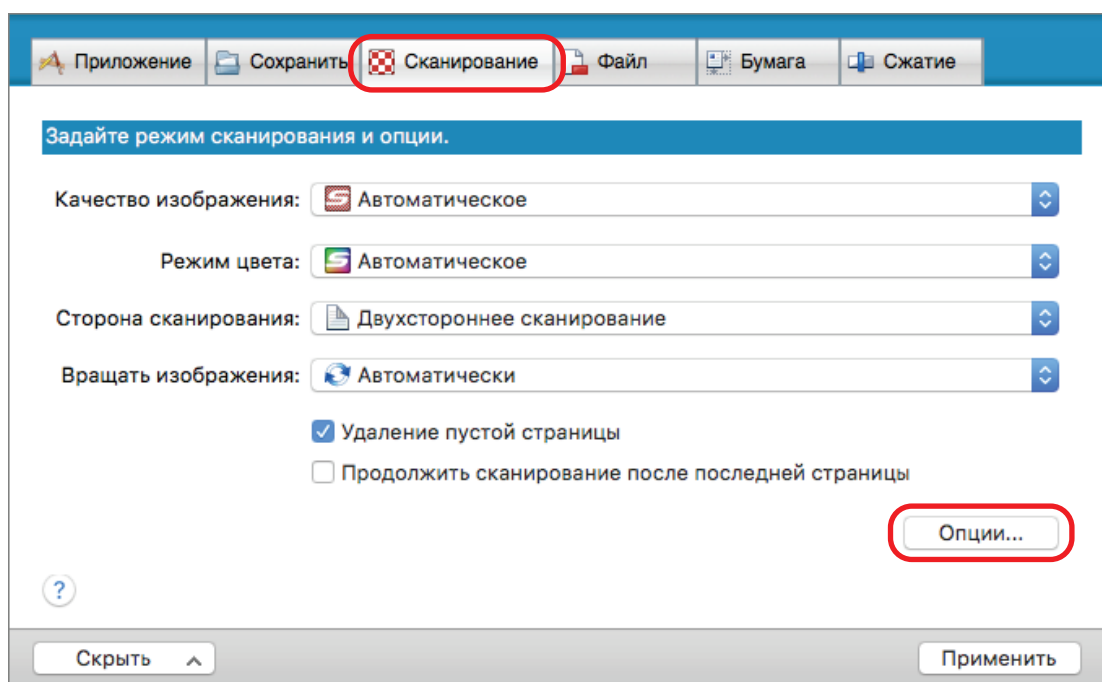 Приложение Сохранить Сканирование Файл Бумага Сжатие
Задайте режим сканирования и опции.
Качество изображения: Автоматическое
Режим цвета: Автоматическое
Сторона сканирования: Двухстороннее сканирование
Вращать изображения: Автоматически
Удаление пустой страницы
Продолжить сканирование после последней страницы
Опции...
?
Скрыть Применить